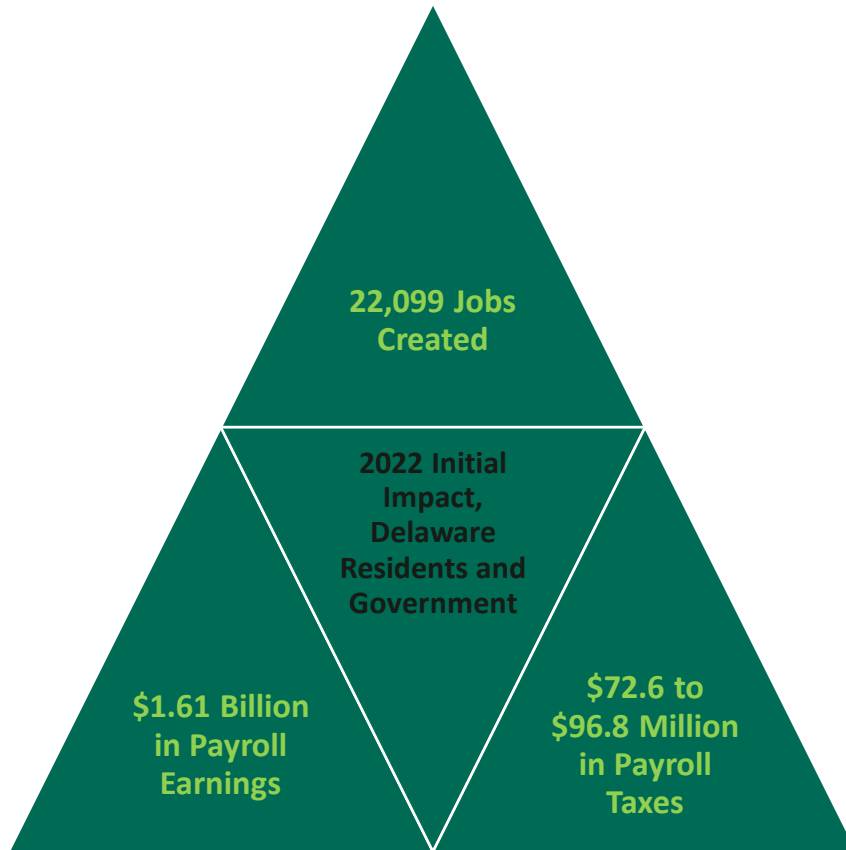 22,099 Jobs
Created
2022 Initial
Impact,
Delaware
Residents and
Government
$1.61 Billion
in Payroll
Earnings
$72.6 to
$96.8 Million
in Payroll
Taxes